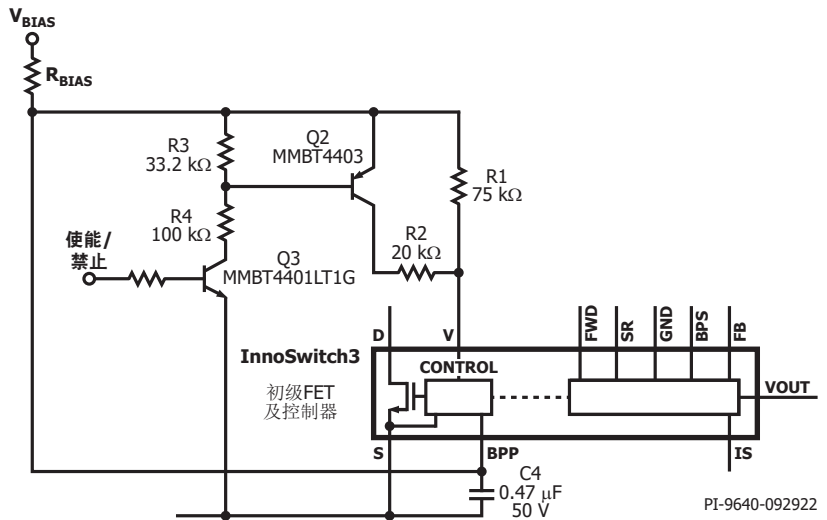 VBIAS
RBIAS
R3
33.2 kΩ
Q2
MMBT4403
R1
75 kΩ
R4
100 kΩ
R2
20 kΩ
使能/
禁止
Q3
MMBT4401LT1G
D
V
FWD
SR
GND
BPS
FB
InnoSwitch3
CONTROL
初级FET
及控制器
VOUT
S
BPP
IS
C4
0.47 μF
50 V
PI-9640-092922